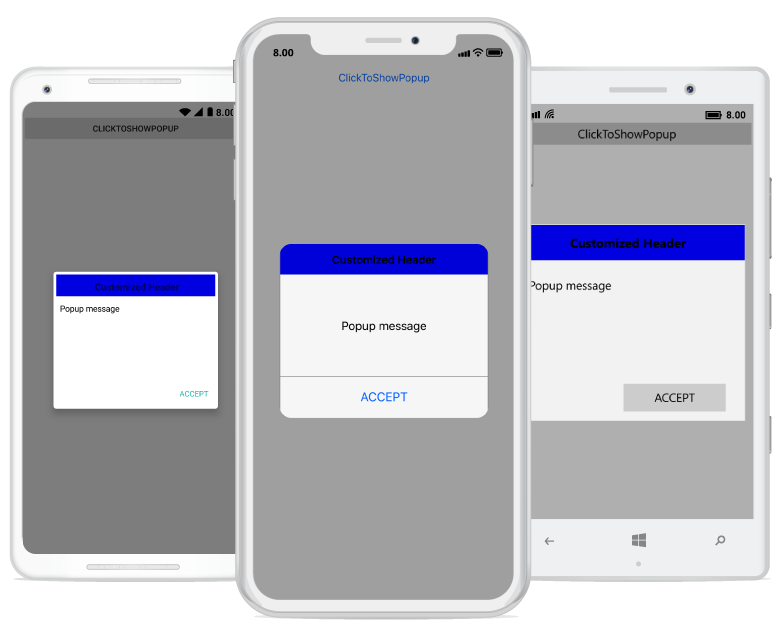 8.00
CLICKTOSHOWPOPUP
Customized Header
Popup message
ACCEPT
8.00
ClickToShowPopup
Customized Header
Popup message
ACCEPT
8.00
ClickToShowPopup
Customized Header
Popup message
ACCEPT